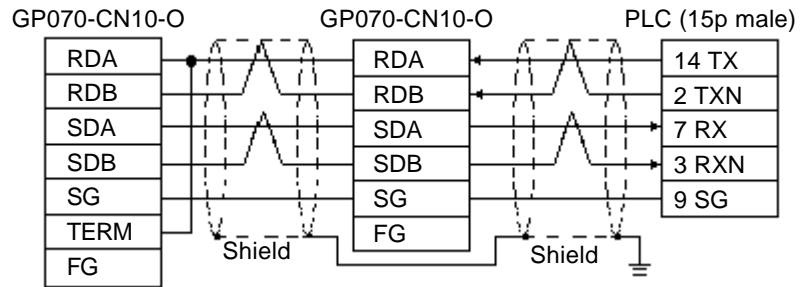 GP070-CN10-O GP070-CN10-O PLC (15p male)
RDA RDA 14 TX
RDB RDB 2 TXN
SDA SDA 7 RX
SDB SDB 3 RXN
SG SG 9 SG
TERM FG
Shield Shield
FG